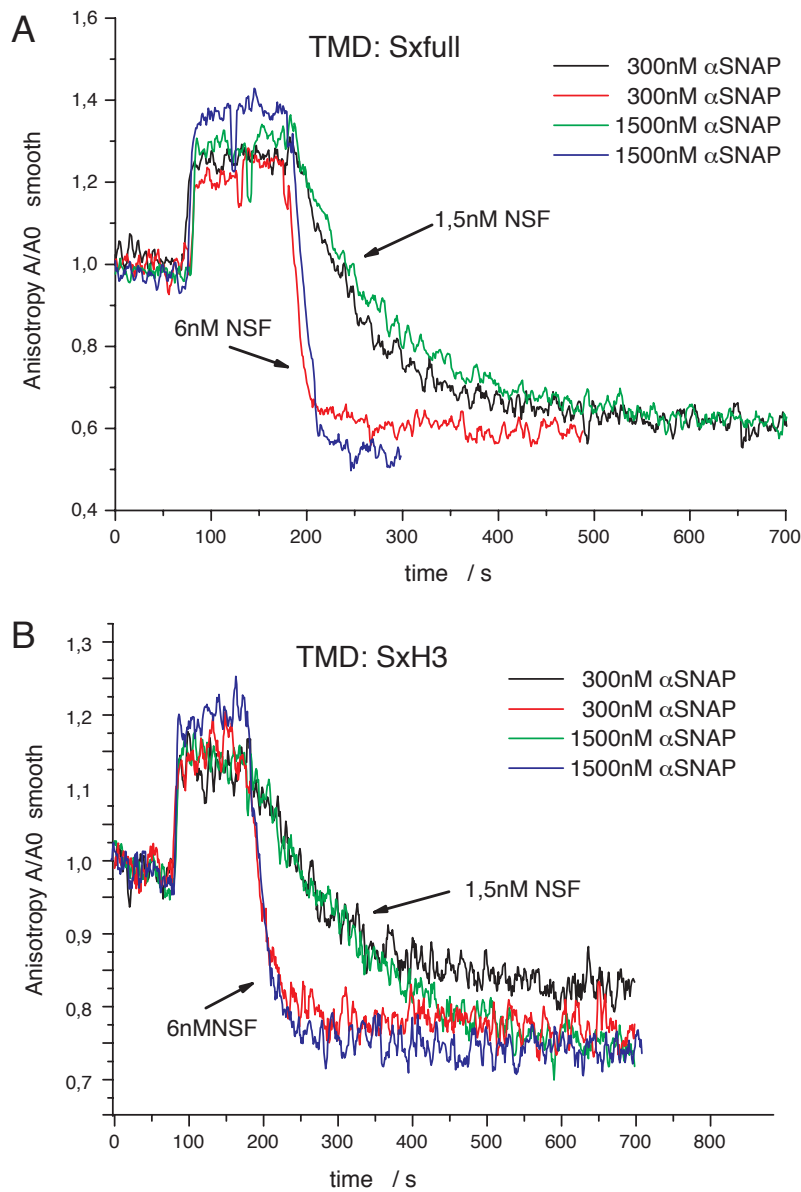 A
TMD: Sxfull
300nM αSNAP
300nM αSNAP
1500nM αSNAP
1500nM αSNAP
1,5nM NSF
6nM NSF
Anisotropy A/A0 smooth
1,6
1,4
1,2
1,0
0,8
0,6
0,4
0 100 200 300 400 500 600 700
time / s
B
TMD: SxH3
300nM αSNAP
300nM αSNAP
1500nM αSNAP
1500nM αSNAP
1,5nM NSF
6nMNSF
Anisotropy A/A0 smooth
1,3
1,2
1,1
1,0
0,9
0,8
0,7
0 100 200 300 400 500 600 700 800
time / s